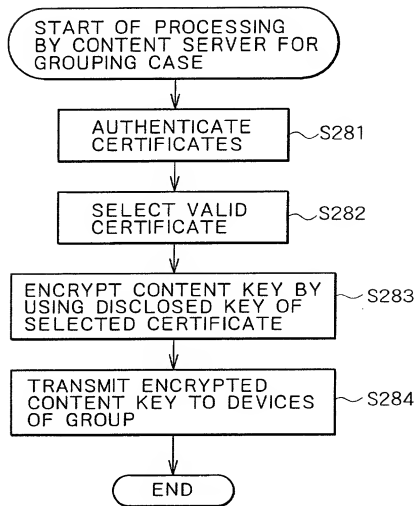 START OF PROCESSING
BY CONTENT SERVER FOR
GROUPING CASE
AUTHENTICATE
CERTIFICATES
S281
SELECT VALID
CERTIFICATE
S282
ENCRYPT CONTENT KEY BY
USING DISCLOSED KEY OF
SELECTED CERTIFICATE
S283
TRANSMIT ENCRYPTED
CONTENT KEY TO DEVICES
OF GROUP
S284
END